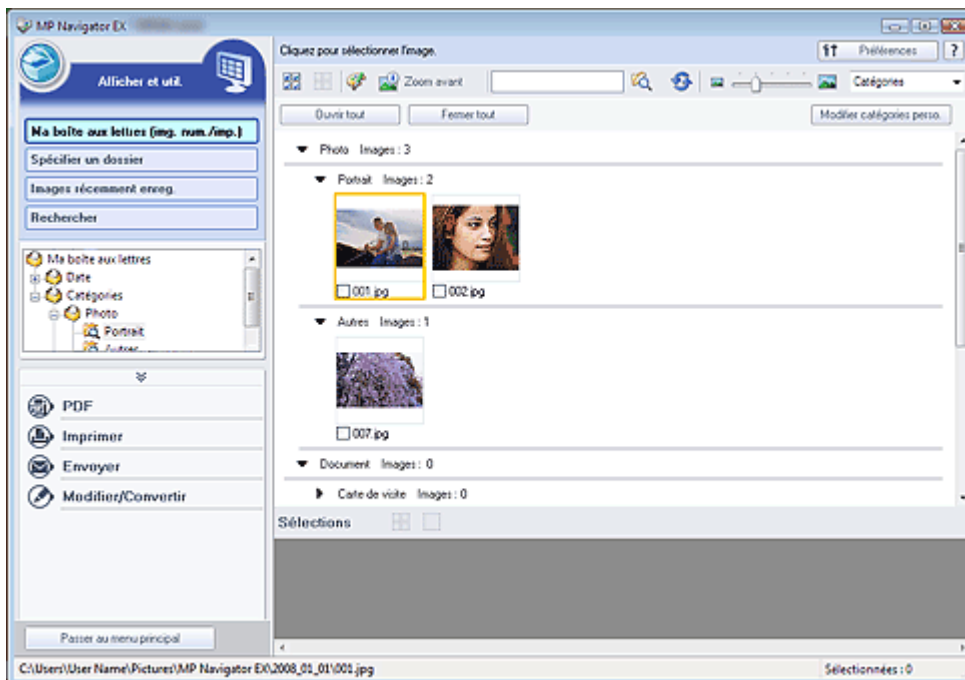 MP Navigator EX
Afficher et util.
Ma boîte aux lettres (img. num./imp.)
Spécifier un dossier
Images récemment enreg.
Rechercher
Ma boîte aux lettres
Date
Catégories
Photo
Portrait
Autres
PDF
Imprimer
Envoyer
Modifier/Convertir
Passer au menu principal
Cliquez pour sélectionner l'image.
Préférences ?
Zoom avant
Catégories
Ouvrir tout Fermer tout Modifier catégories perso.
Photo Images : 3
Portrait Images : 2
001.jpg 002.jpg
Autres Images : 1
007.jpg
Document Images : 0
Carte de visite Images : 0
Sélections
C:\Users\User Name\Pictures\MP Navigator EX\2008_01_01\001.jpg Sélectionnées : 0